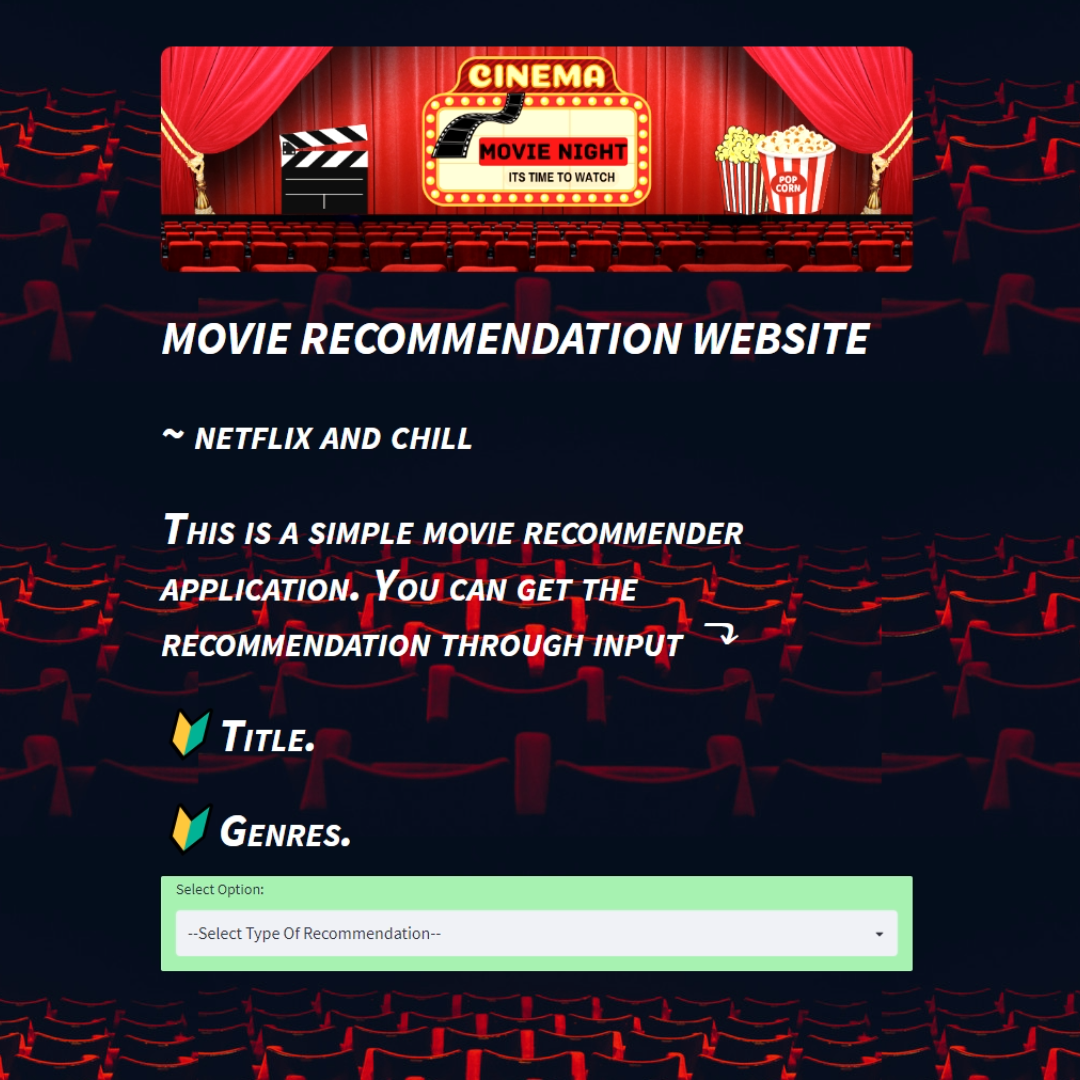 CINEMA
MOVIE NIGHT
ITS TIME TO WATCH
POP
CORN
MOVIE RECOMMENDATION WEBSITE
~ NETFLIX AND CHILL
THIS IS A SIMPLE MOVIE RECOMMENDER
APPLICATION. YOU CAN GET THE
RECOMMENDATION THROUGH INPUT ⤵
🔰 TITLE.
🔰 GENRES.
Select Option:
--Select Type Of Recommendation--